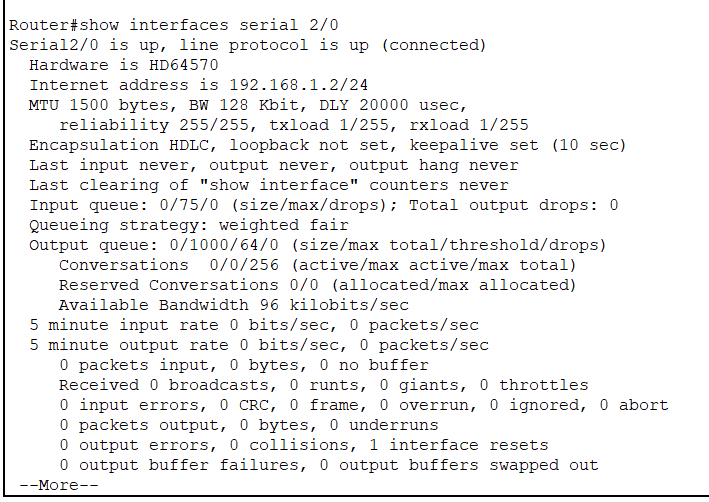 Router#show interfaces serial 2/0
Serial2/0 is up, line protocol is up (connected)
Hardware is HD64570
Internet address is 192.168.1.2/24
MTU 1500 bytes, BW 128 Kbit, DLY 20000 usec,
reliability 255/255, txload 1/255, rxload 1/255
Encapsulation HDLC, loopback not set, keepalive set (10 sec)
Last input never, output never, output hang never
Last clearing of "show interface" counters never
Input queue: 0/75/0 (size/max/drops); Total output drops: 0
Queueing strategy: weighted fair
Output queue: 0/1000/64/0 (size/max total/threshold/drops)
Conversations  0/0/256 (active/max active/max total)
Reserved Conversations 0/0 (allocated/max allocated)
Available Bandwidth 96 kilobits/sec
5 minute input rate 0 bits/sec, 0 packets/sec
5 minute output rate 0 bits/sec, 0 packets/sec
0 packets input, 0 bytes, 0 no buffer
Received 0 broadcasts, 0 runts, 0 giants, 0 throttles
0 input errors, 0 CRC, 0 frame, 0 overrun, 0 ignored, 0 abort
0 packets output, 0 bytes, 0 underruns
0 output errors, 0 collisions, 1 interface resets
0 output buffer failures, 0 output buffers swapped out
--More--